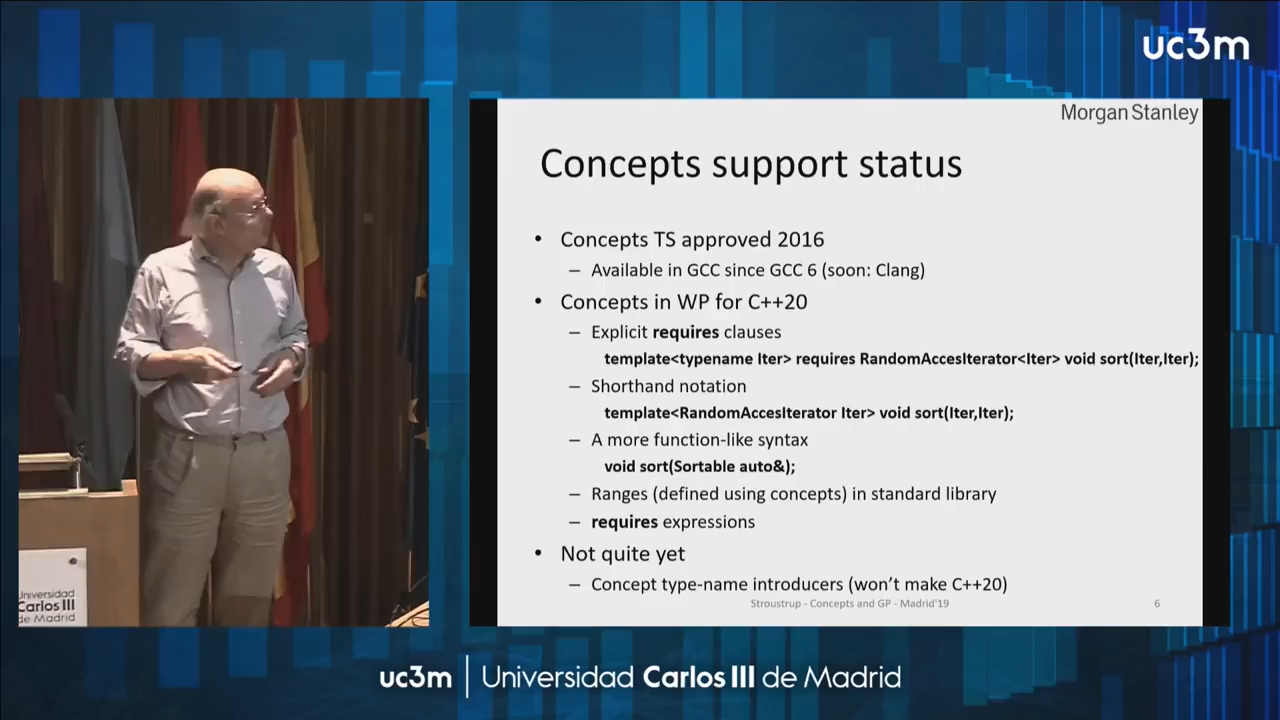 uc3m
Morgan Stanley
Concepts support status
• Concepts TS approved 2016
– Available in GCC since GCC 6 (soon: Clang)
• Concepts in WP for C++20
– Explicit requires clauses
template<typename Iter> requires RandomAccesIterator<Iter> void sort(Iter,Iter);
– Shorthand notation
template<RandomAccesIterator Iter> void sort(Iter,Iter);
– A more function-like syntax
void sort(Sortable auto&);
– Ranges (defined using concepts) in standard library
– requires expressions
• Not quite yet
– Concept type-name introducers (won't make C++20)
Stroustrup - Concepts and GP - Madrid'19
6
Universidad
Carlos III
de Madrid
uc3m | Universidad Carlos III de Madrid